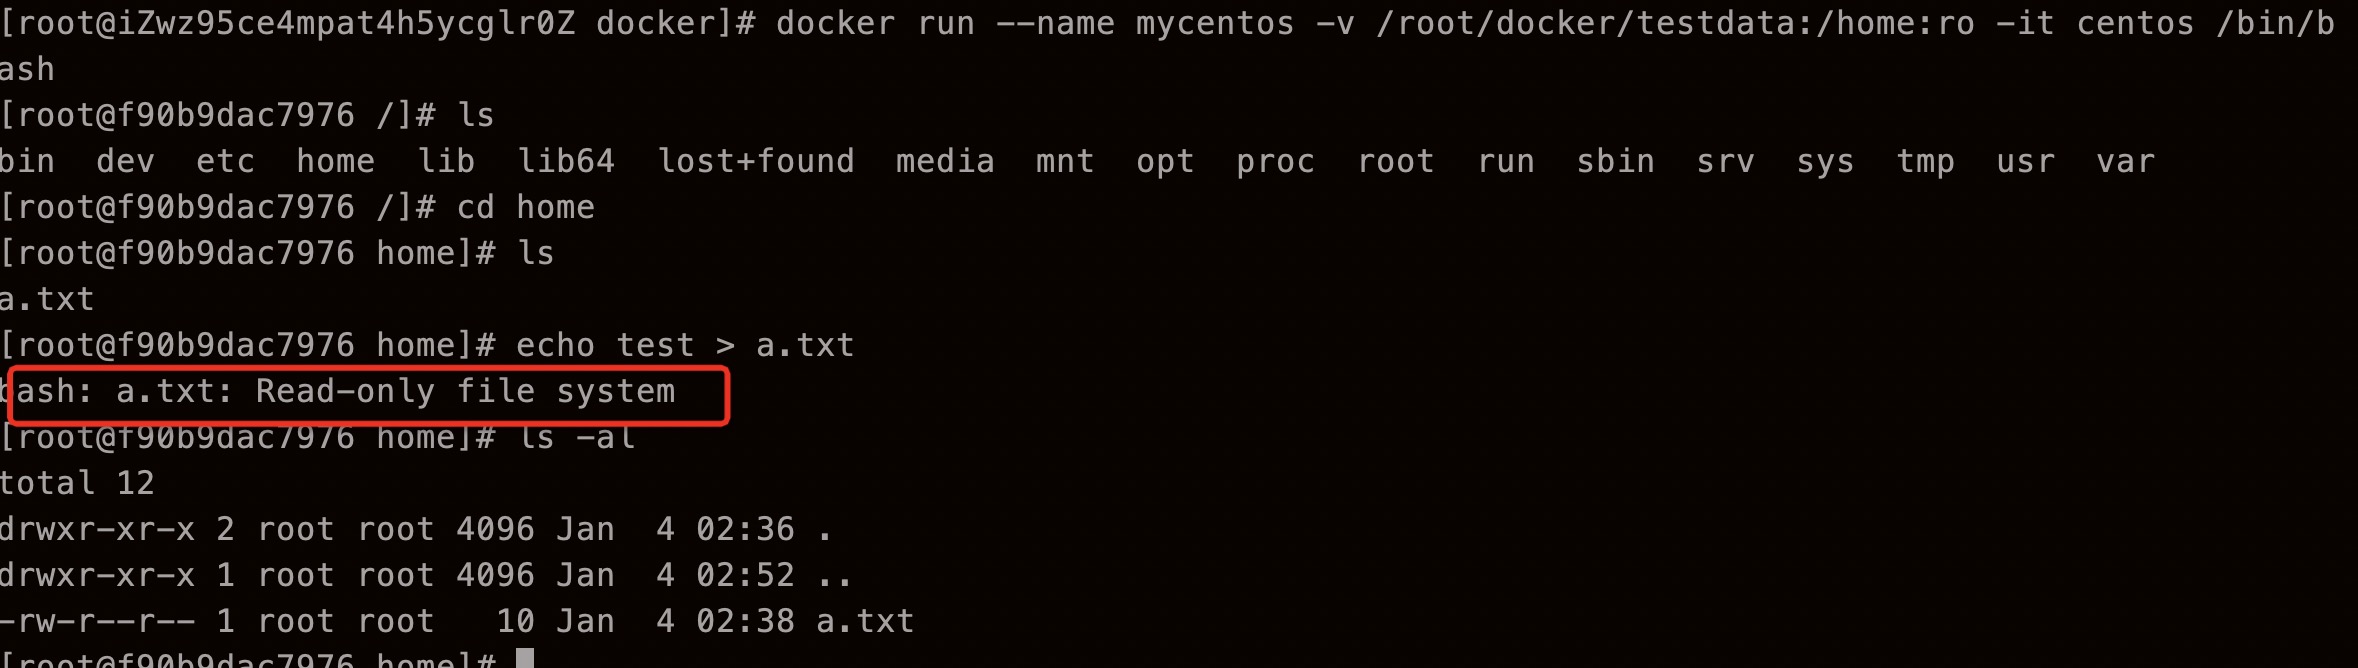 [root@iZwz95ce4mpat4h5ycglr0Z docker]# docker run --name mycentos -v /root/docker/testdata:/home:ro -it centos /bin/b
ash
[root@f90b9dac7976 /]# ls
bin  dev  etc  home  lib  lib64  lost+found  media  mnt  opt  proc  root  run  sbin  srv  sys  tmp  usr  var
[root@f90b9dac7976 /]# cd home
[root@f90b9dac7976 home]# ls
a.txt
[root@f90b9dac7976 home]# echo test > a.txt
bash: a.txt: Read-only file system
[root@f90b9dac7976 home]# ls -al
total 12
drwxr-xr-x 2 root root 4096 Jan  4 02:36 .
drwxr-xr-x 1 root root 4096 Jan  4 02:52 ..
-rw-r--r-- 1 root root   10 Jan  4 02:38 a.txt
[root@f90b9dac7976 home]#